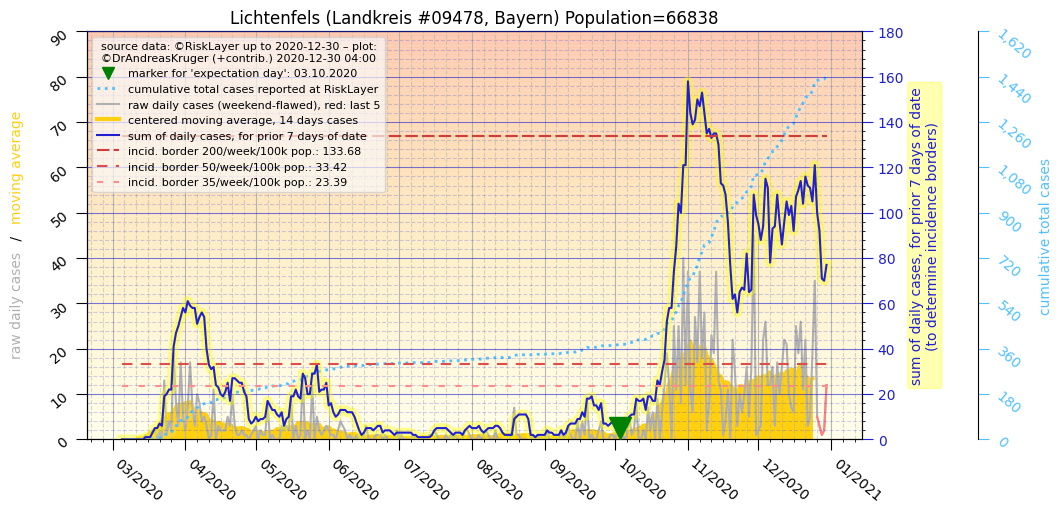 Lichtenfels (Landkreis #09478, Bayern) Population=66838
source data: ©RiskLayer up to 2020-12-30 – plot:
©DrAndreasKruger (+contrib.) 2020-12-30 04:00
marker for 'expectation day': 03.10.2020
cumulative total cases reported at RiskLayer
raw daily cases (weekend-flawed), red: last 5
centered moving average, 14 days cases
sum of daily cases, for prior 7 days of date
incid. border 200/week/100k pop.: 133.68
incid. border 50/week/100k pop.: 33.42
incid. border 35/week/100k pop.: 23.39
raw daily cases / moving average
90
80
70
60
50
40
30
20
10
0
180
160
140
120
100
80
60
40
20
0
sum of daily cases, for prior 7 days of date
(to determine incidence borders)
1,620
1,440
1,260
1,080
900
720
540
360
180
0
cumulative total cases
03/2020
04/2020
05/2020
06/2020
07/2020
08/2020
09/2020
10/2020
11/2020
12/2020
01/2021